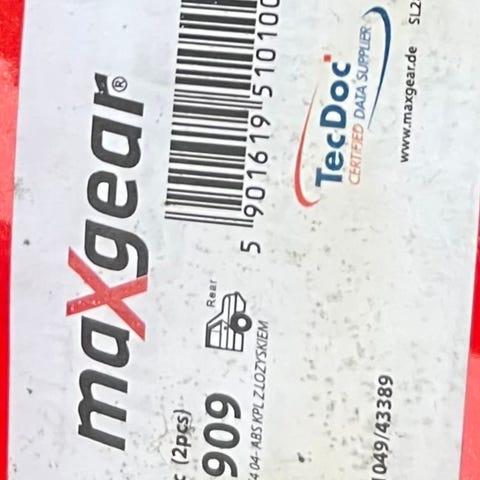 maxgear®
(2pcs)
909
Rear
04- ABS KPL Z LOZYSKIEM
5 901619 510100
TecDoc
CERTIFIED DATA SUPPLIER
1049/43389
www.maxgear.de